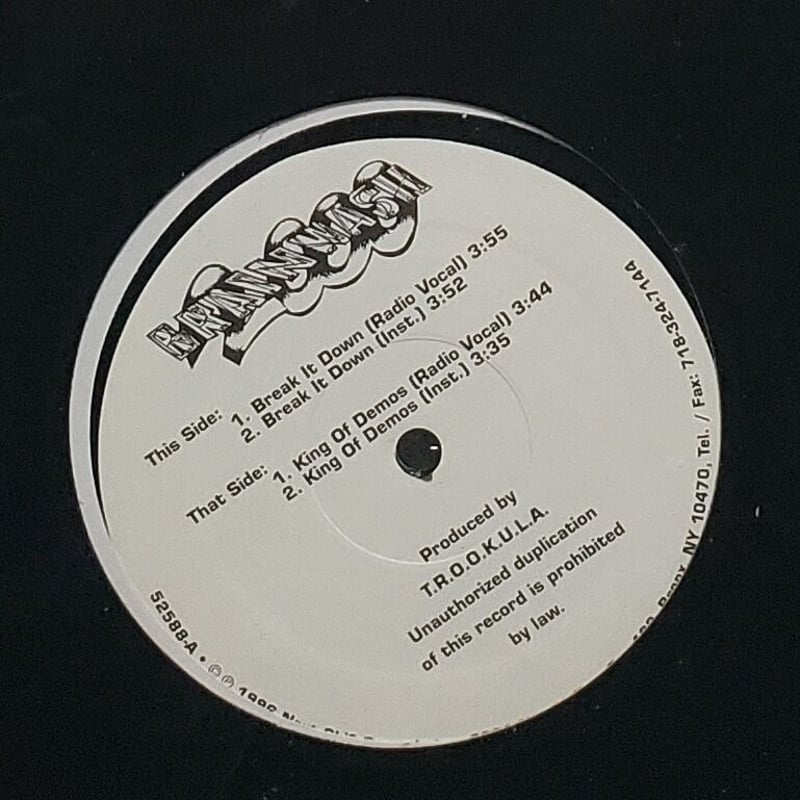 BRAINWASH
This Side: 1. Break It Down (Radio Vocal) 3:55
2. Break It Down (Inst.) 3:52
That Side: 1. King Of Demos (Radio Vocal) 3:44
2. King Of Demos (Inst.) 3:35
Produced by
T.R.O.O.K.U.L.A.
Unauthorized duplication
of this record is prohibited
by law.
52588-A • © ℗ 1996
Bronx NY 10470, Tel. / Fax: 718-324-7144